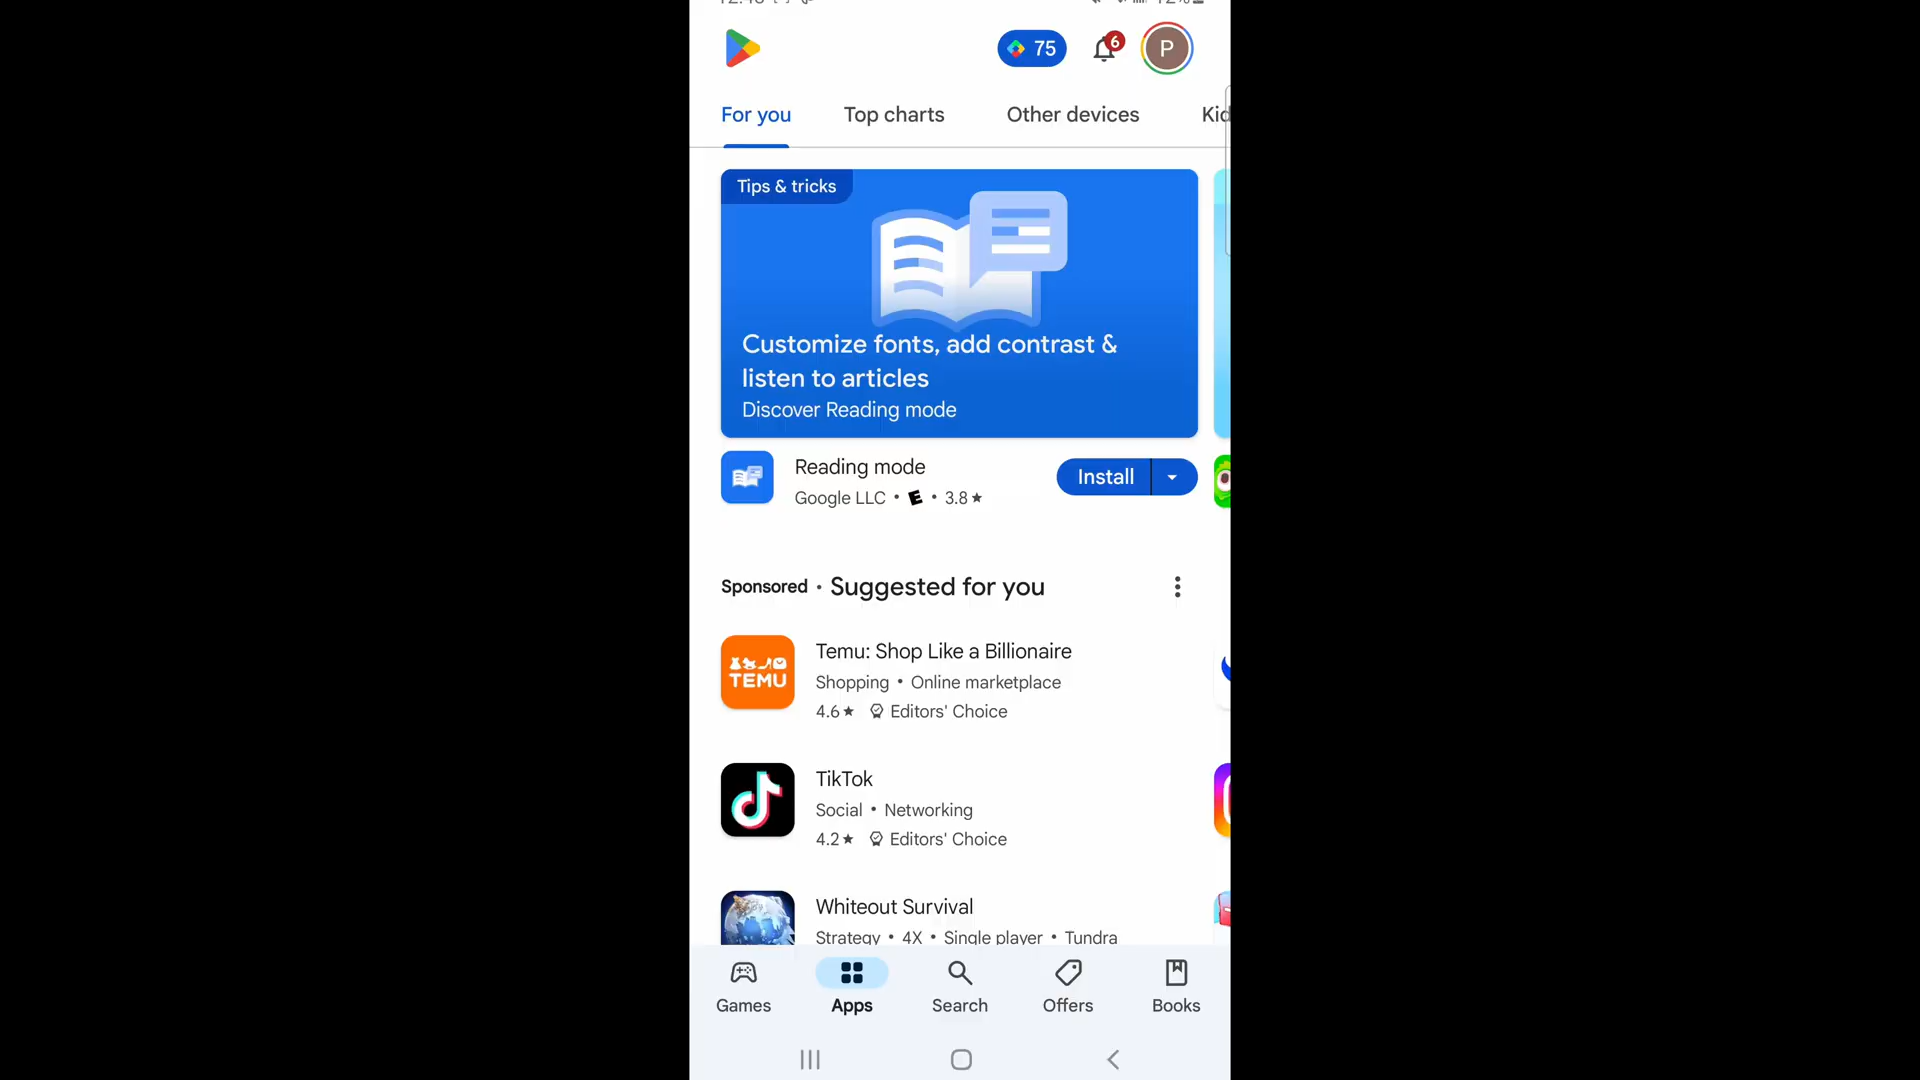 75
6
P
For you
Top charts
Other devices
Tips & tricks
Customize fonts, add contrast &
listen to articles
Discover Reading mode
Reading mode
Google LLC • E • 3.8★
Install
Sponsored • Suggested for you
TEMU
Temu: Shop Like a Billionaire
Shopping • Online marketplace
4.6★ Editors' Choice
TikTok
Social • Networking
4.2★ Editors' Choice
Whiteout Survival
Strategy • 4X • Single player • Tundra
Games
Apps
Search
Offers
Books